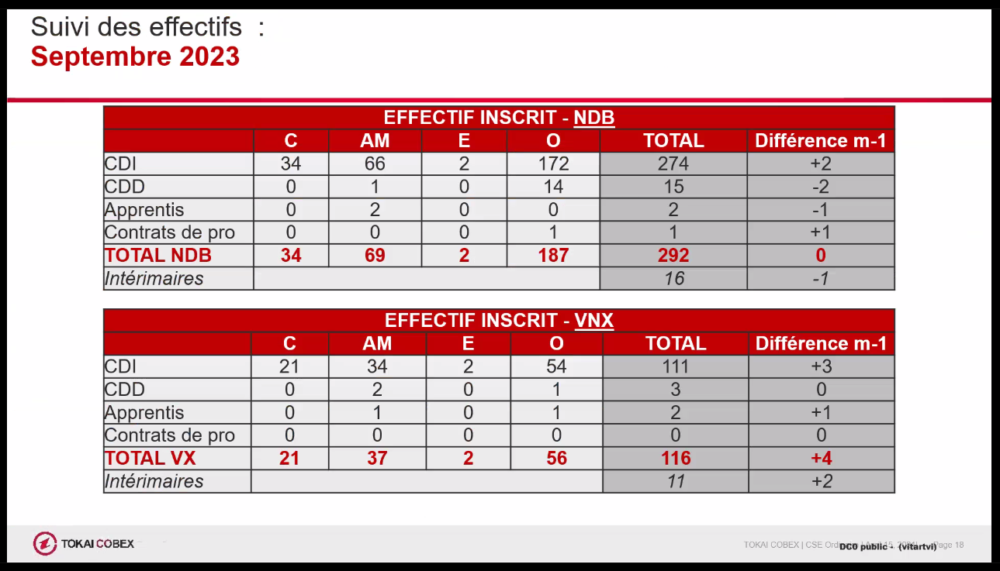 Suivi des effectifs :
Septembre 2023
EFFECTIF INSCRIT - NDB
C AM E O TOTAL Différence m-1
CDI 34 66 2 172 274 +2
CDD 0 1 0 14 15 -2
Apprentis 0 2 0 0 2 -1
Contrats de pro 0 0 0 1 1 +1
TOTAL NDB 34 69 2 187 292 0
Intérimaires 16 -1
EFFECTIF INSCRIT - VNX
C AM E O TOTAL Différence m-1
CDI 21 34 2 54 111 +3
CDD 0 2 0 1 3 0
Apprentis 0 1 0 1 2 +1
Contrats de pro 0 0 0 0 0 0
TOTAL VX 21 37 2 56 116 +4
Intérimaires 11 +2
TOKAI COBEX
TOKAI COBEX | CSE Page 18
DC0 public - (vitartvi)